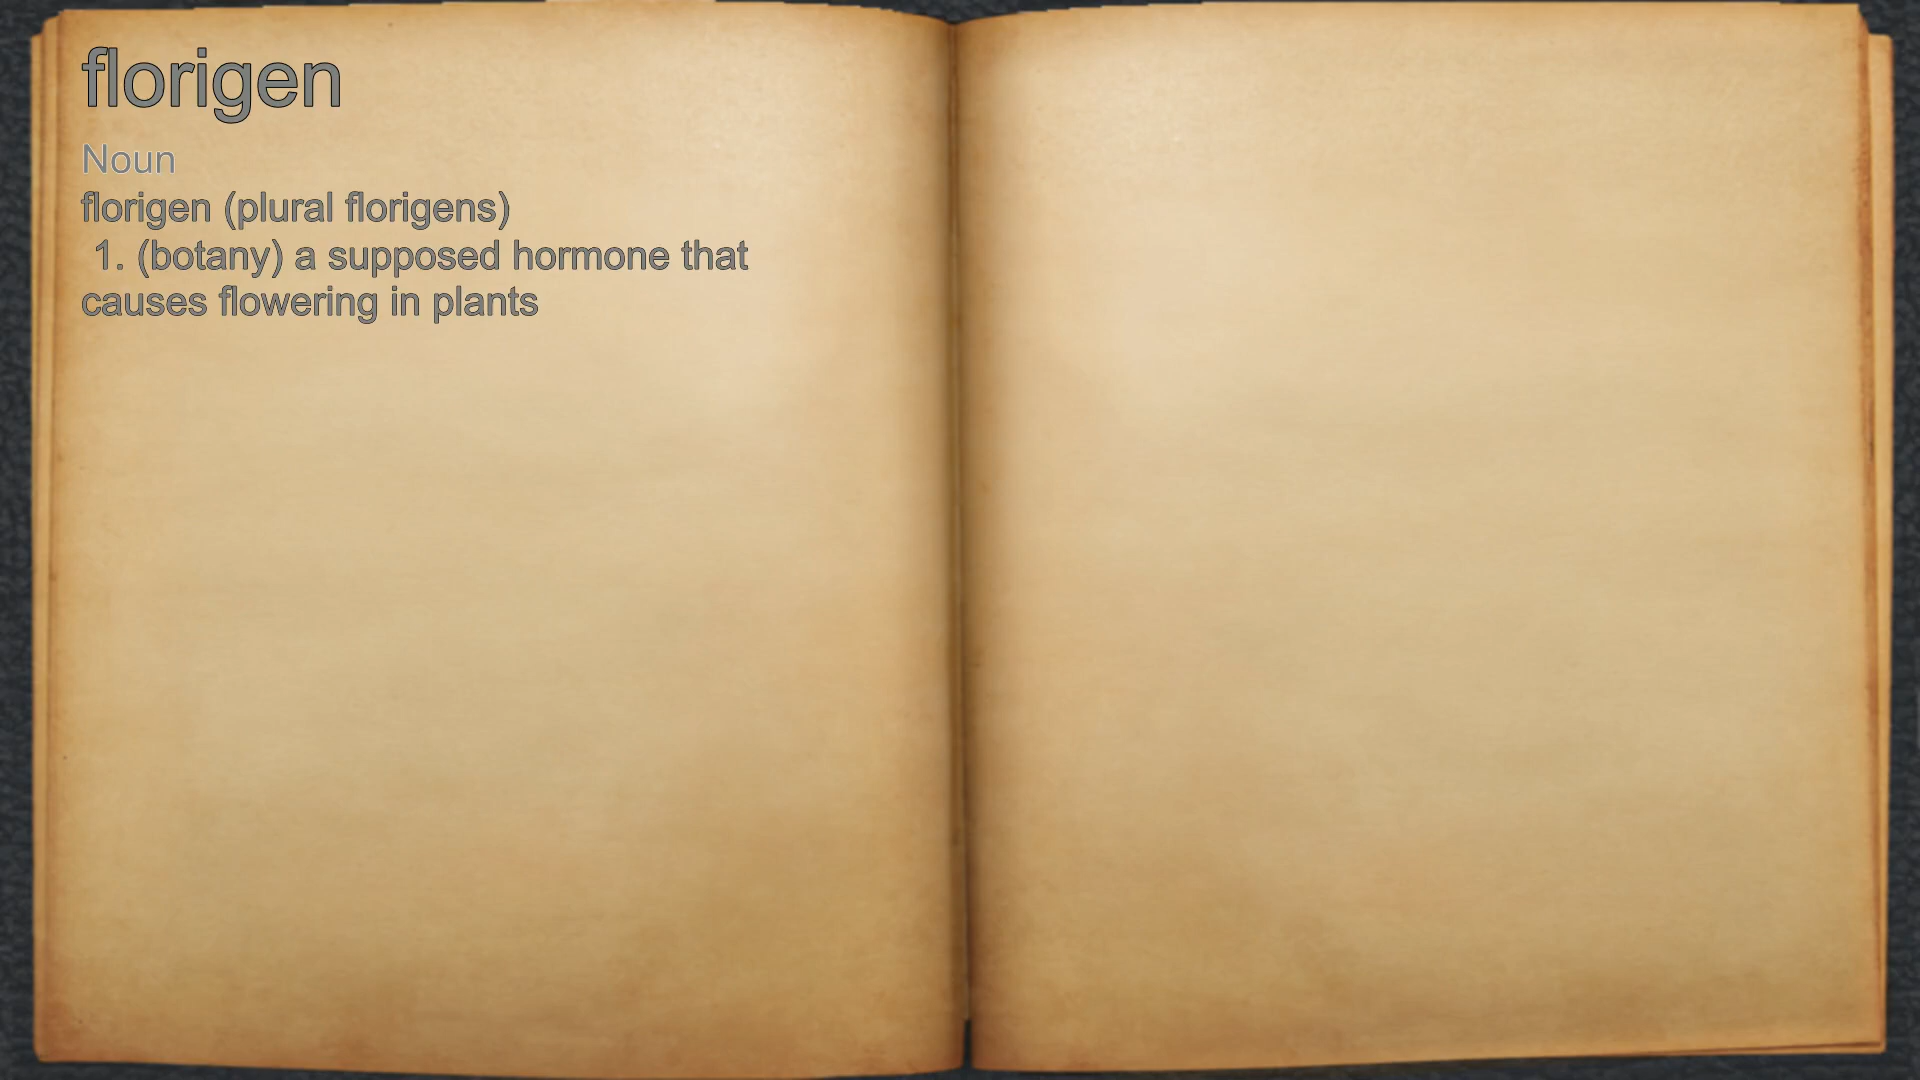 florigen
Noun
florigen (plural florigens)
1. (botany) a supposed hormone that
causes flowering in plants